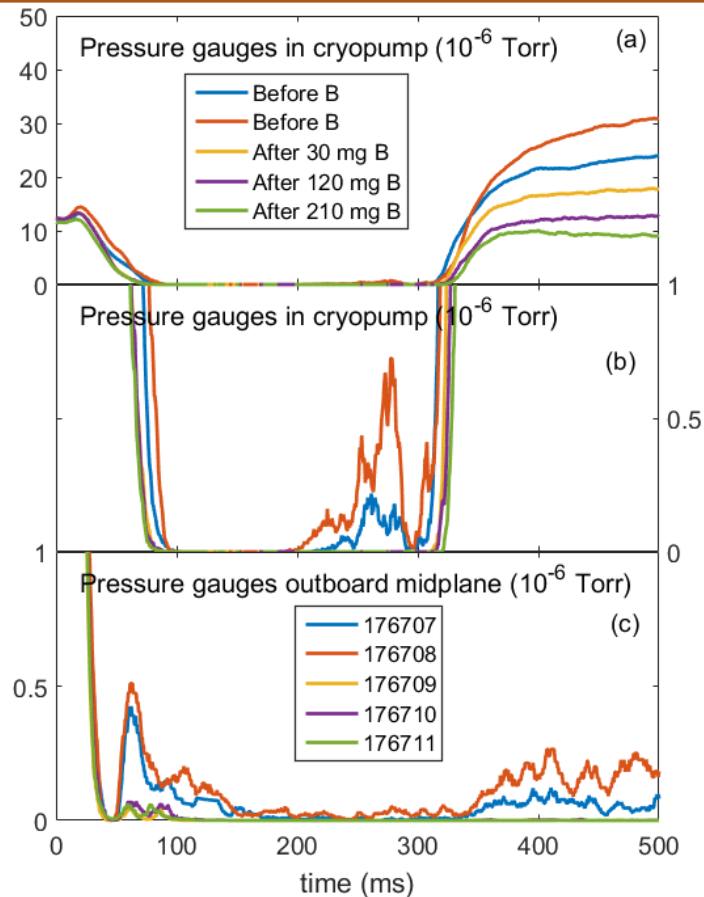 50
Pressure gauges in cryopump (10^-6 Torr)
(a)
40
Before B
Before B
30
After 30 mg B
20
After 120 mg B
After 210 mg B
10
0
1
Pressure gauges in cryopump (10^-6 Torr)
(b)
0.5
1
0
Pressure gauges outboard midplane (10^-6 Torr)
(c)
176707
176708
0.5
176709
176710
176711
0
0 100 200 300 400 500
time (ms)